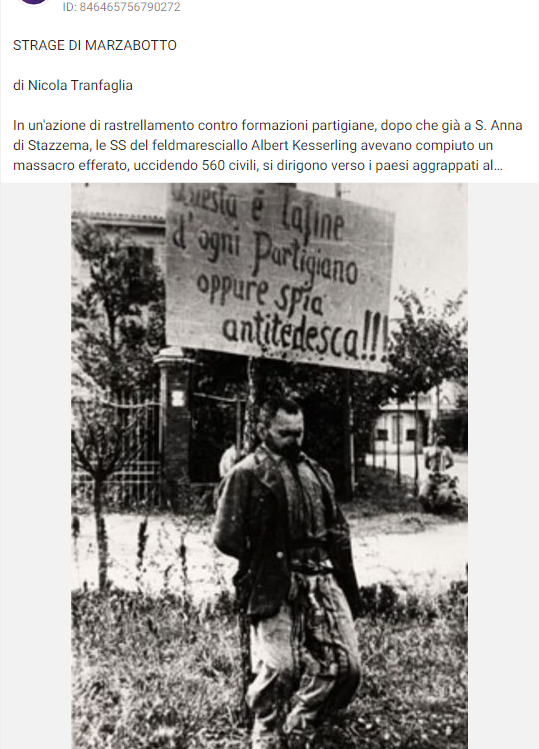 ID: 846465756790272
STRAGE DI MARZABOTTO
di Nicola Tranfaglia
In un'azione di rastrellamento contro formazioni partigiane, dopo che già a S. Anna
di Stazzema, le SS del feldmaresciallo Albert Kesserling avevano compiuto un
massacro efferato, uccidendo 560 civili, si dirigono verso i paesi aggrappati al...
Questa è la fine
d'ogni Partigiano
oppure spia
antitedesca!!!